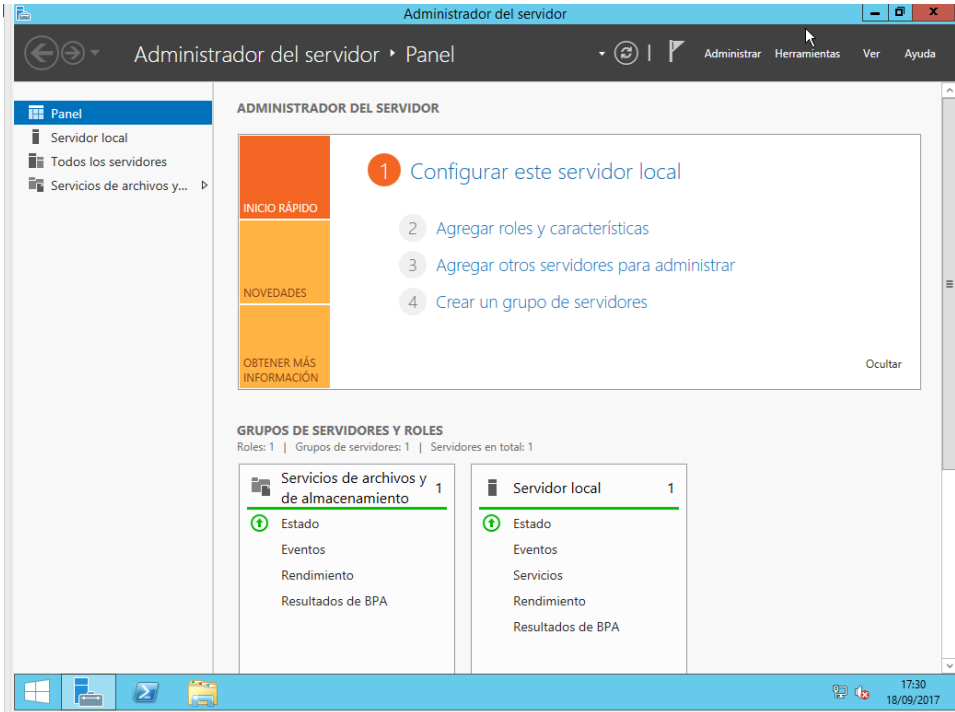 Administrador del servidor
Administrador del servidor ‣ Panel
Administrar Herramientas Ver Ayuda
Panel
Servidor local
Todos los servidores
Servicios de archivos y...
ADMINISTRADOR DEL SERVIDOR
INICIO RÁPIDO
NOVEDADES
OBTENER MÁS
INFORMACIÓN
1 Configurar este servidor local
2 Agregar roles y características
3 Agregar otros servidores para administrar
4 Crear un grupo de servidores
Ocultar
GRUPOS DE SERVIDORES Y ROLES
Roles: 1 | Grupos de servidores: 1 | Servidores en total: 1
Servicios de archivos y
de almacenamiento 1
Estado
Eventos
Rendimiento
Resultados de BPA
Servidor local 1
Estado
Eventos
Servicios
Rendimiento
Resultados de BPA
17:30
18/09/2017